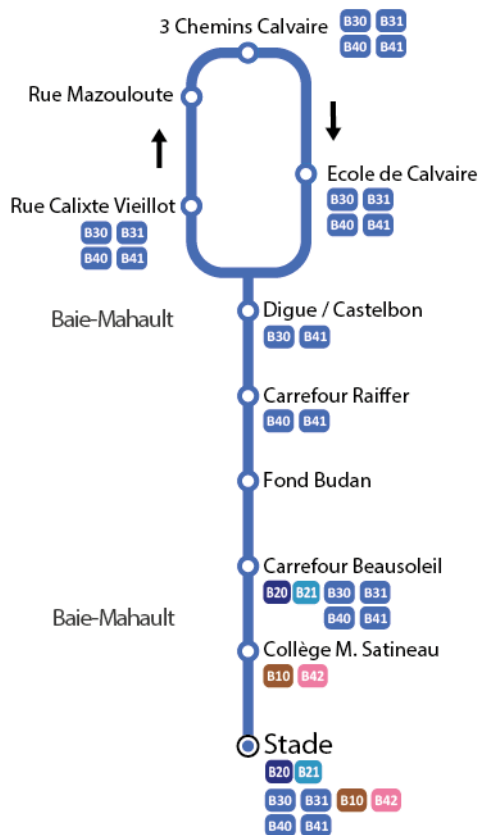 3 Chemins Calvaire B30 B31
B40 B41
Rue Mazouloute
Ecole de Calvaire
B30 B31
B40 B41
Rue Calixte Vieillot
B30 B31
B40 B41
Baie-Mahault
Digue / Castelbon
B30 B41
Carrefour Raiffer
B40 B41
Fond Budan
Carrefour Beausoleil
B20 B21 B30 B31
B40 B41
Baie-Mahault
Collège M. Satineau
B10 B42
Stade
B20 B21
B30 B31 B10 B42
B40 B41